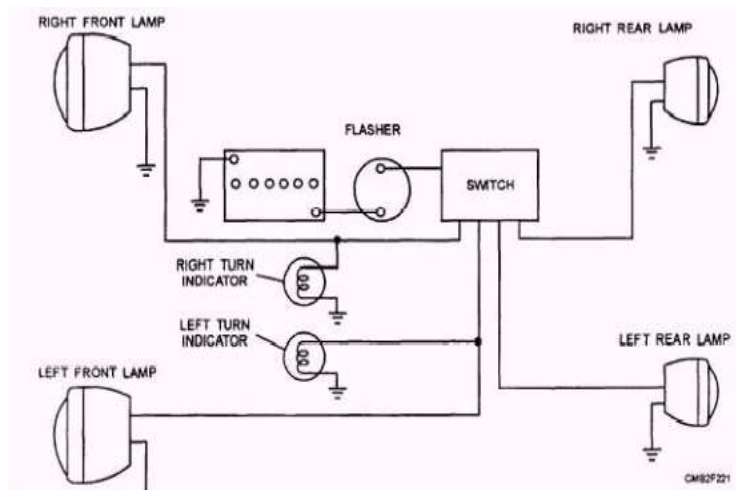 RIGHT FRONT LAMP
RIGHT REAR LAMP
FLASHER
SWITCH
RIGHT TURN
INDICATOR
LEFT TURN
INDICATOR
LEFT FRONT LAMP
LEFT REAR LAMP
CMB2F221